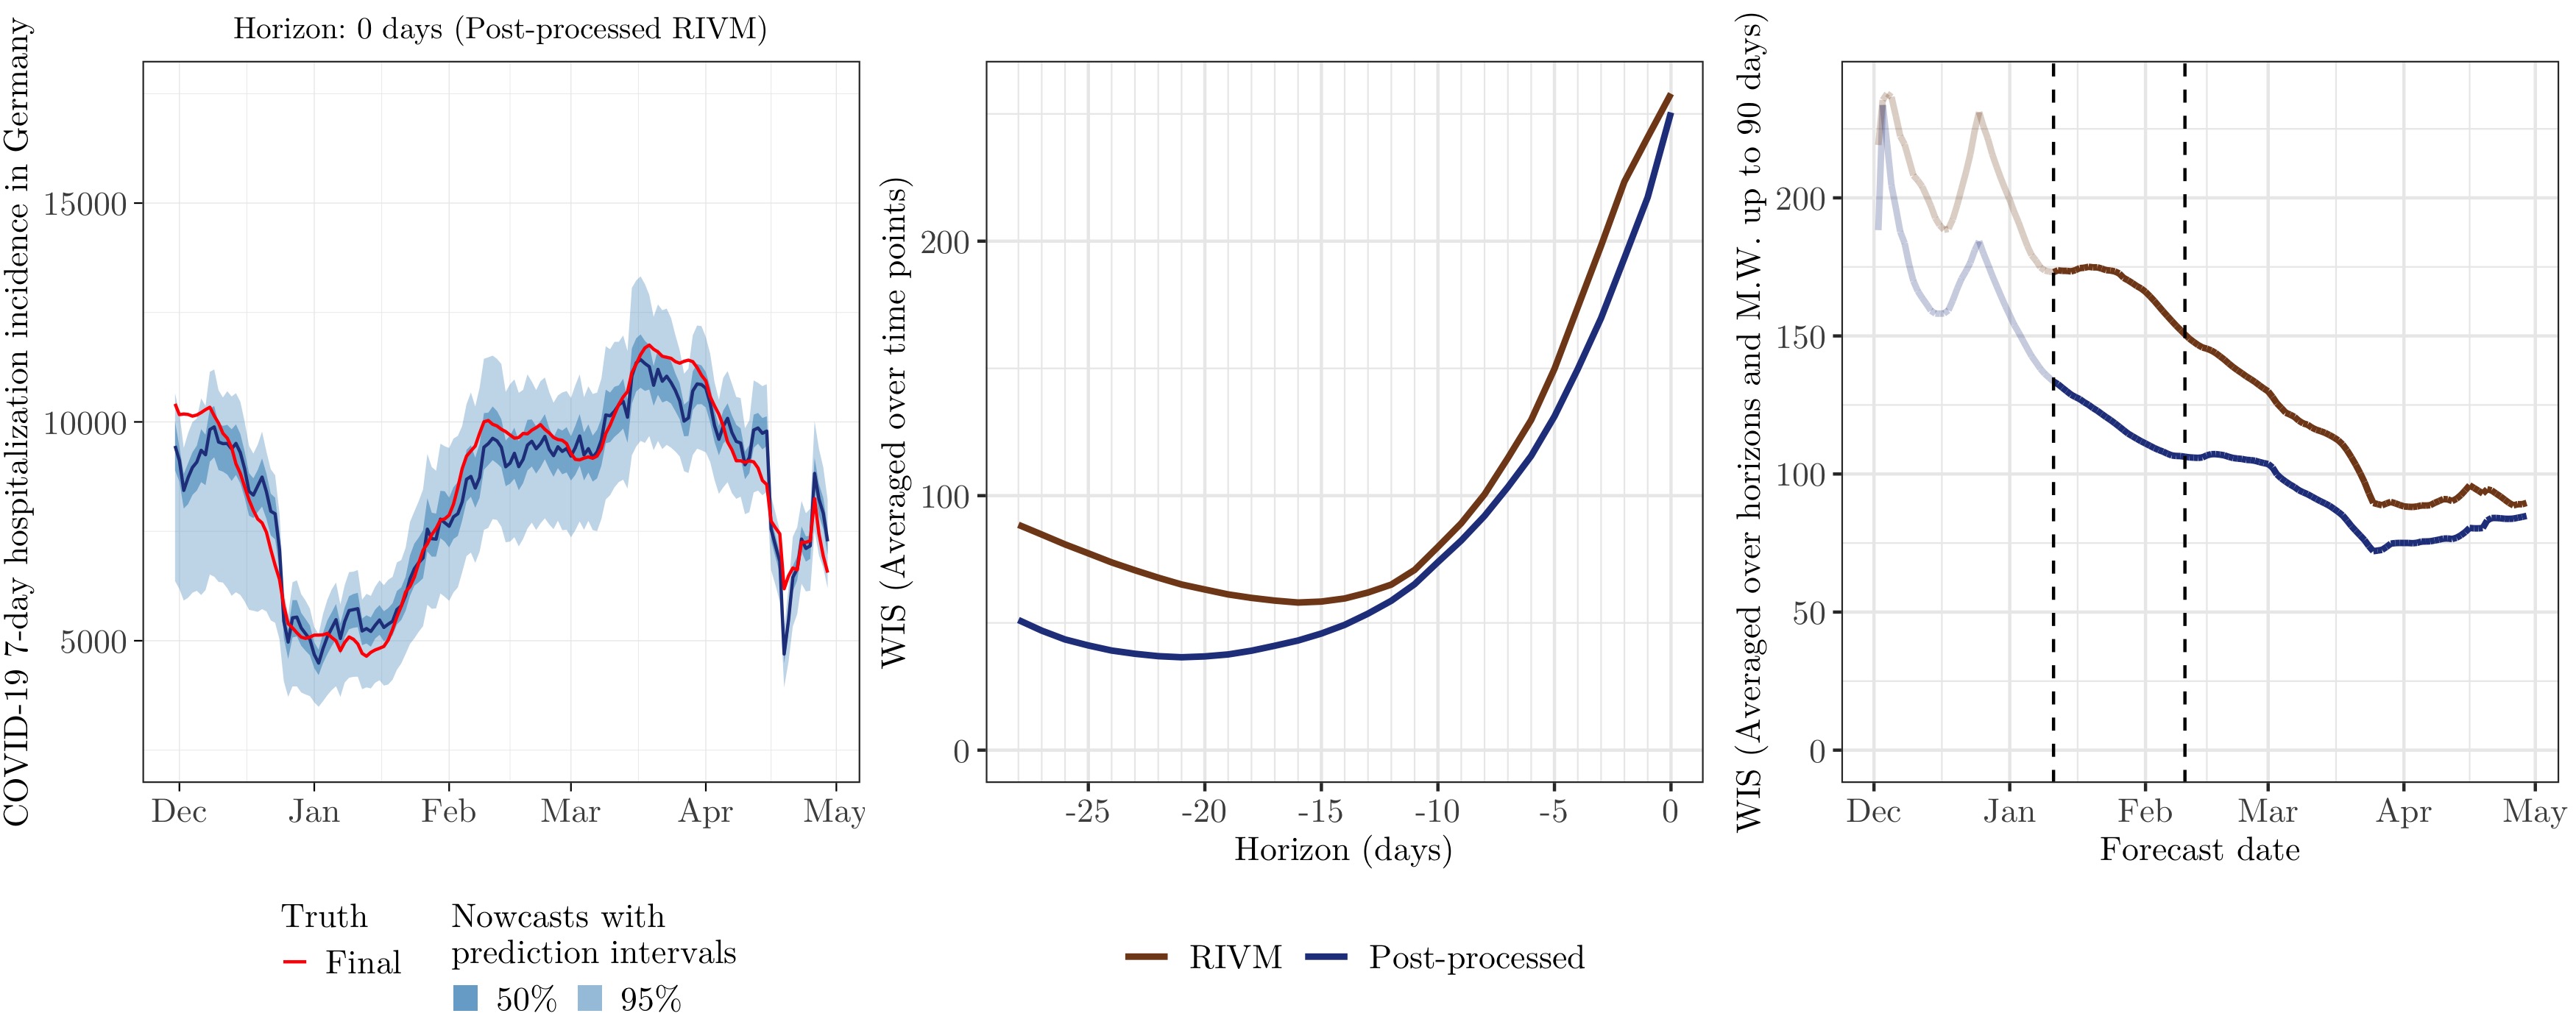 Horizon: 0 days (Post-processed RIVM)
COVID-19 7-day hospitalization incidence in Germany
15000
10000
5000
Dec Jan Feb Mar Apr May
Truth
Final
Nowcasts with
prediction intervals
50% 95%
WIS (Averaged over time points)
200
100
0
-25 -20 -15 -10 -5 0
Horizon (days)
RIVM Post-processed
WIS (Averaged over horizons and M.W. up to 90 days)
200
150
100
50
0
Dec Jan Feb Mar Apr May
Forecast date